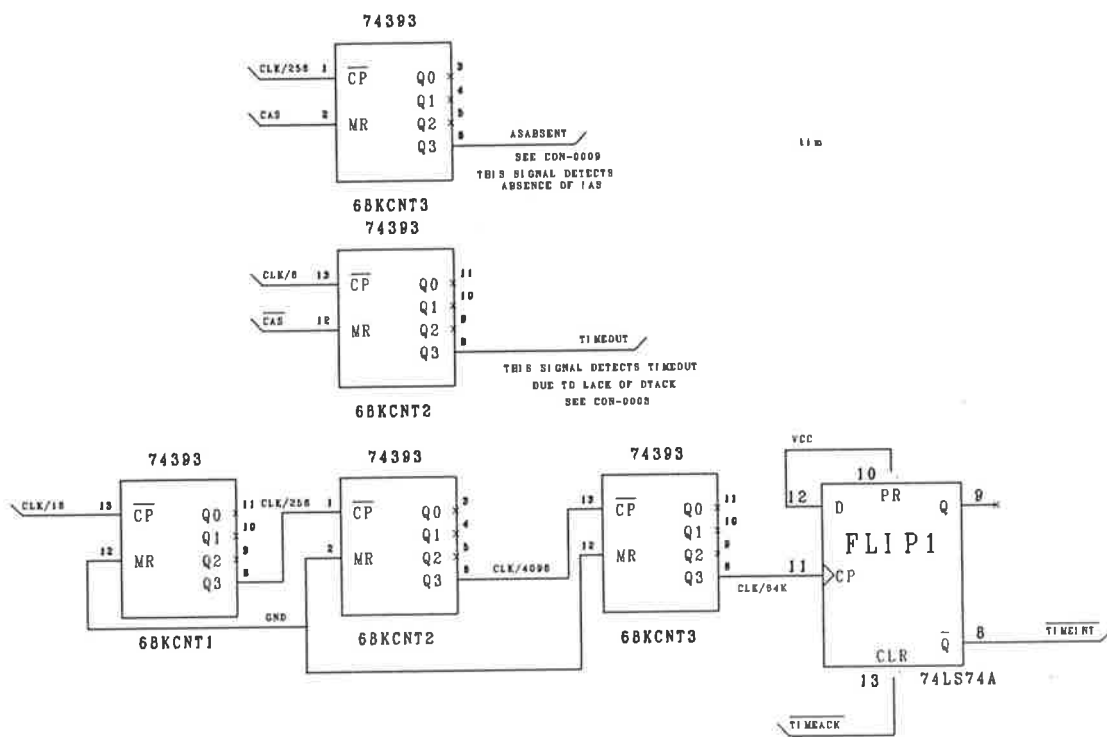 74393
CLK/256 1 CP Q0 3
Q1 4
CAS 2 MR Q2 5
Q3 6 ASABSENT
SEE CON-0009
THIS SIGNAL DETECTS
ABSENCE OF !AS
68KCNT3
tim
74393
CLK/8 13 CP Q0 11
Q1 10
CAS 12 MR Q2 9
Q3 8 TIMEOUT
THIS SIGNAL DETECTS TIMEOUT
DUE TO LACK OF DTACK
SEE CON-0003
68KCNT2
74393
CLK/16 13 CP Q0 11
Q1 10
12 MR Q2 9
Q3 8
68KCNT1
CLK/256
GND
74393
1 CP Q0 3
Q1 4
2 MR Q2 5
Q3 6
68KCNT2
CLK/4096
74393
13 CP Q0 11
Q1 10
12 MR Q2 9
Q3 8
68KCNT3
CLK/64K
VCC
10
12 D PR Q 9
FLIP1
11 CP
Q 8 TIMEINT
CLR
13 74LS74A
TIMEACK